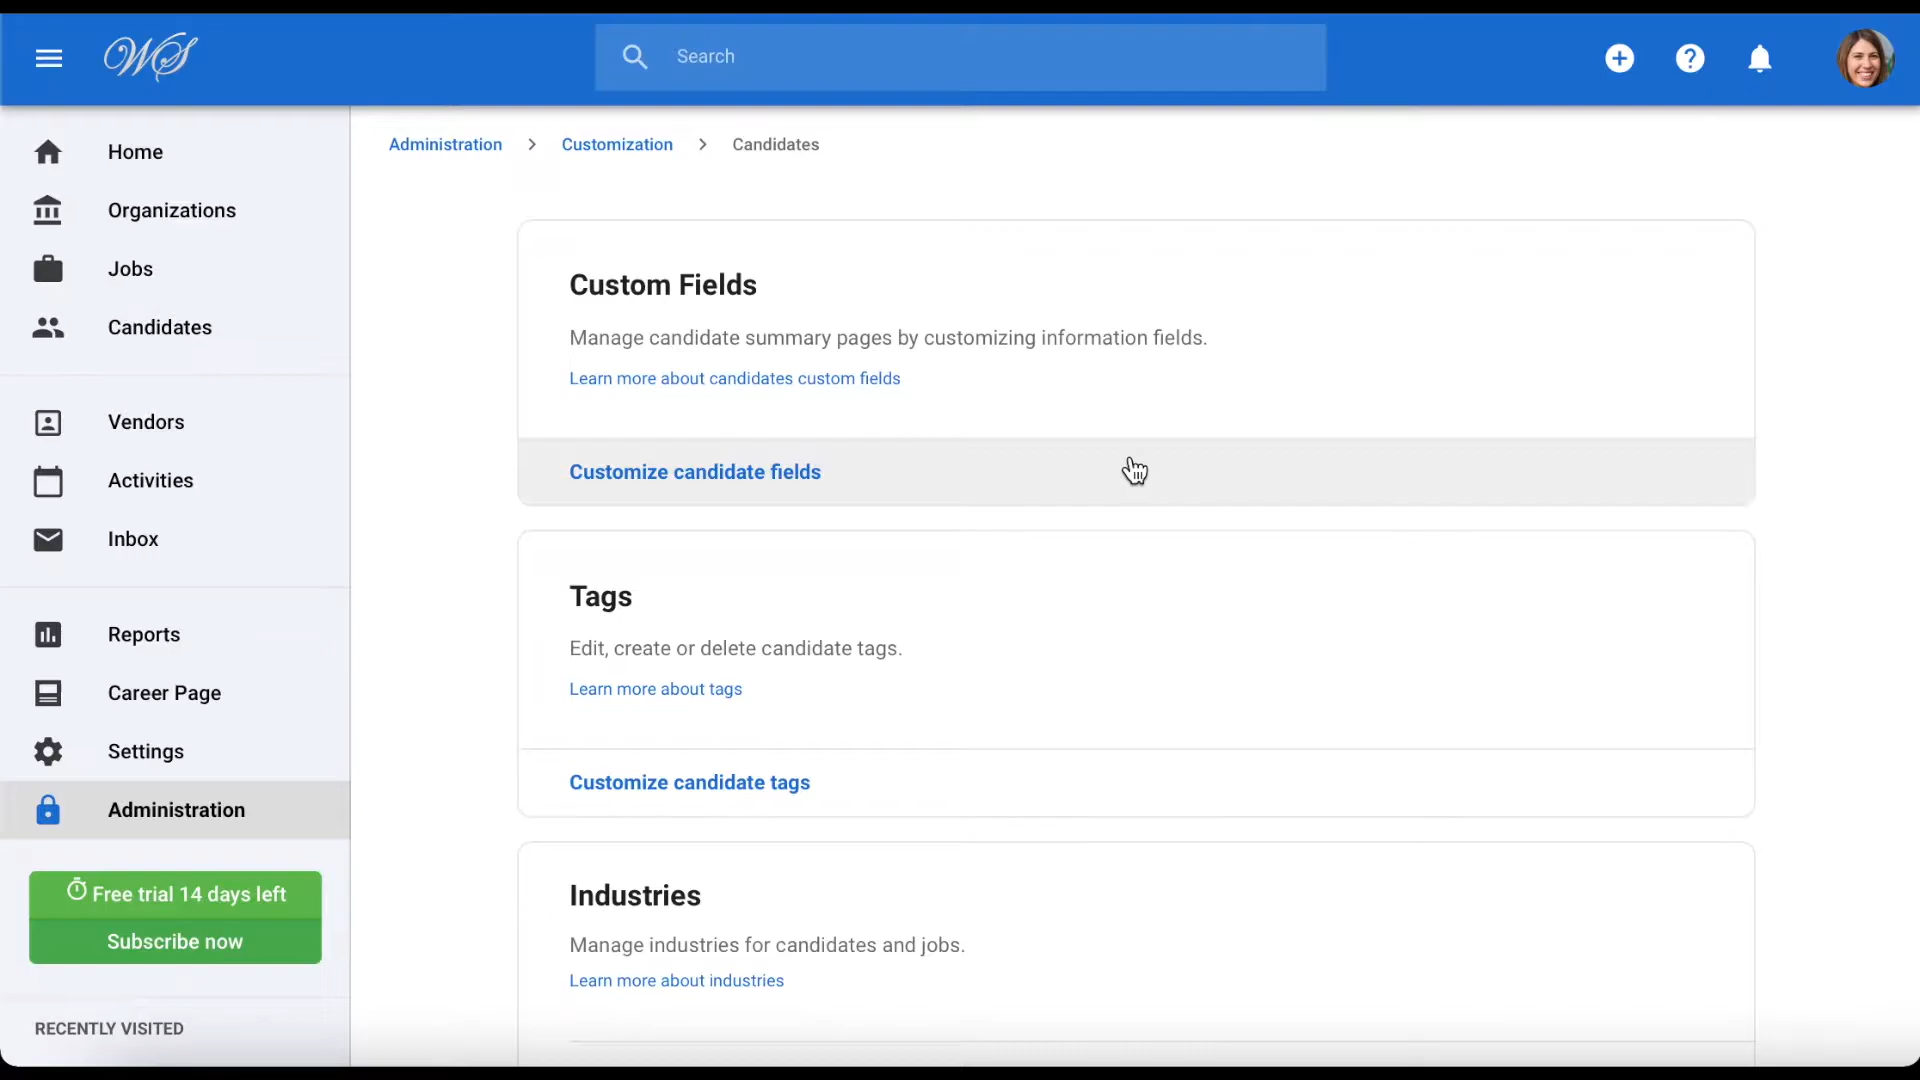 WS
Search
Home
Organizations
Jobs
Candidates
Vendors
Activities
Inbox
Reports
Career Page
Settings
Administration
Free trial 14 days left
Subscribe now
RECENTLY VISITED
Administration > Customization > Candidates
Custom Fields
Manage candidate summary pages by customizing information fields.
Learn more about candidates custom fields
Customize candidate fields
Tags
Edit, create or delete candidate tags.
Learn more about tags
Customize candidate tags
Industries
Manage industries for candidates and jobs.
Learn more about industries